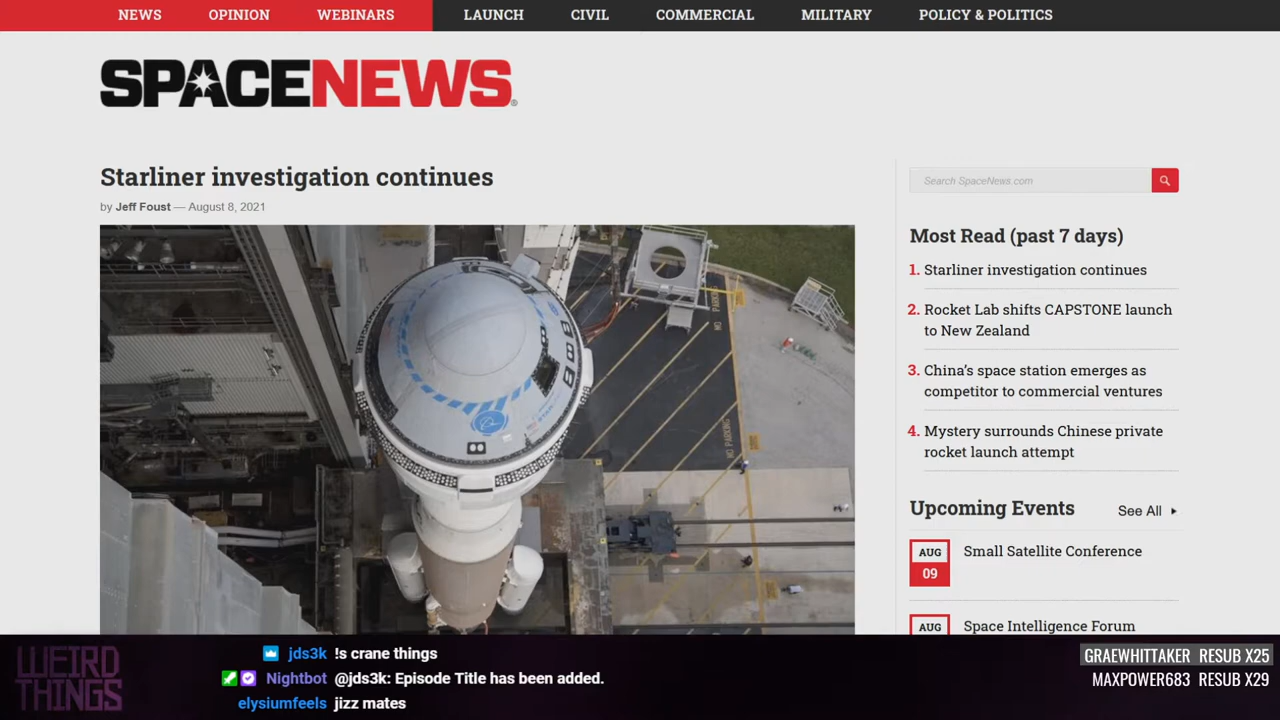 NEWS OPINION WEBINARS LAUNCH CIVIL COMMERCIAL MILITARY POLICY & POLITICS
SPACENEWS®
Starliner investigation continues
by Jeff Foust — August 8, 2021
NO PARKING
NO PARKING
Search SpaceNews.com
Most Read (past 7 days)
1. Starliner investigation continues
2. Rocket Lab shifts CAPSTONE launch
to New Zealand
3. China’s space station emerges as
competitor to commercial ventures
4. Mystery surrounds Chinese private
rocket launch attempt
Upcoming Events See All
AUG
09
Small Satellite Conference
AUG
Space Intelligence Forum
WEIRD
THINGS
jds3k !s crane things
Nightbot @jds3k: Episode Title has been added.
elysiumfeels jizz mates
GRAEWHITTAKER RESUB X25
MAXPOWER683 RESUB X29